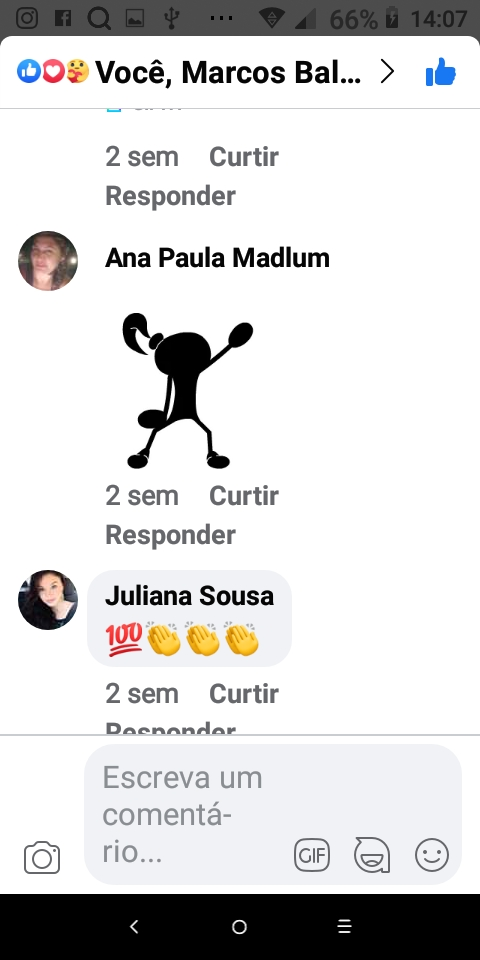 66% 14:07
Você, Marcos Bal...
2 sem Curtir
Responder
Ana Paula Madlum
2 sem Curtir
Responder
Juliana Sousa
💯👏👏👏
2 sem Curtir
Responder
Escreva um
comentá-
rio...
GIF